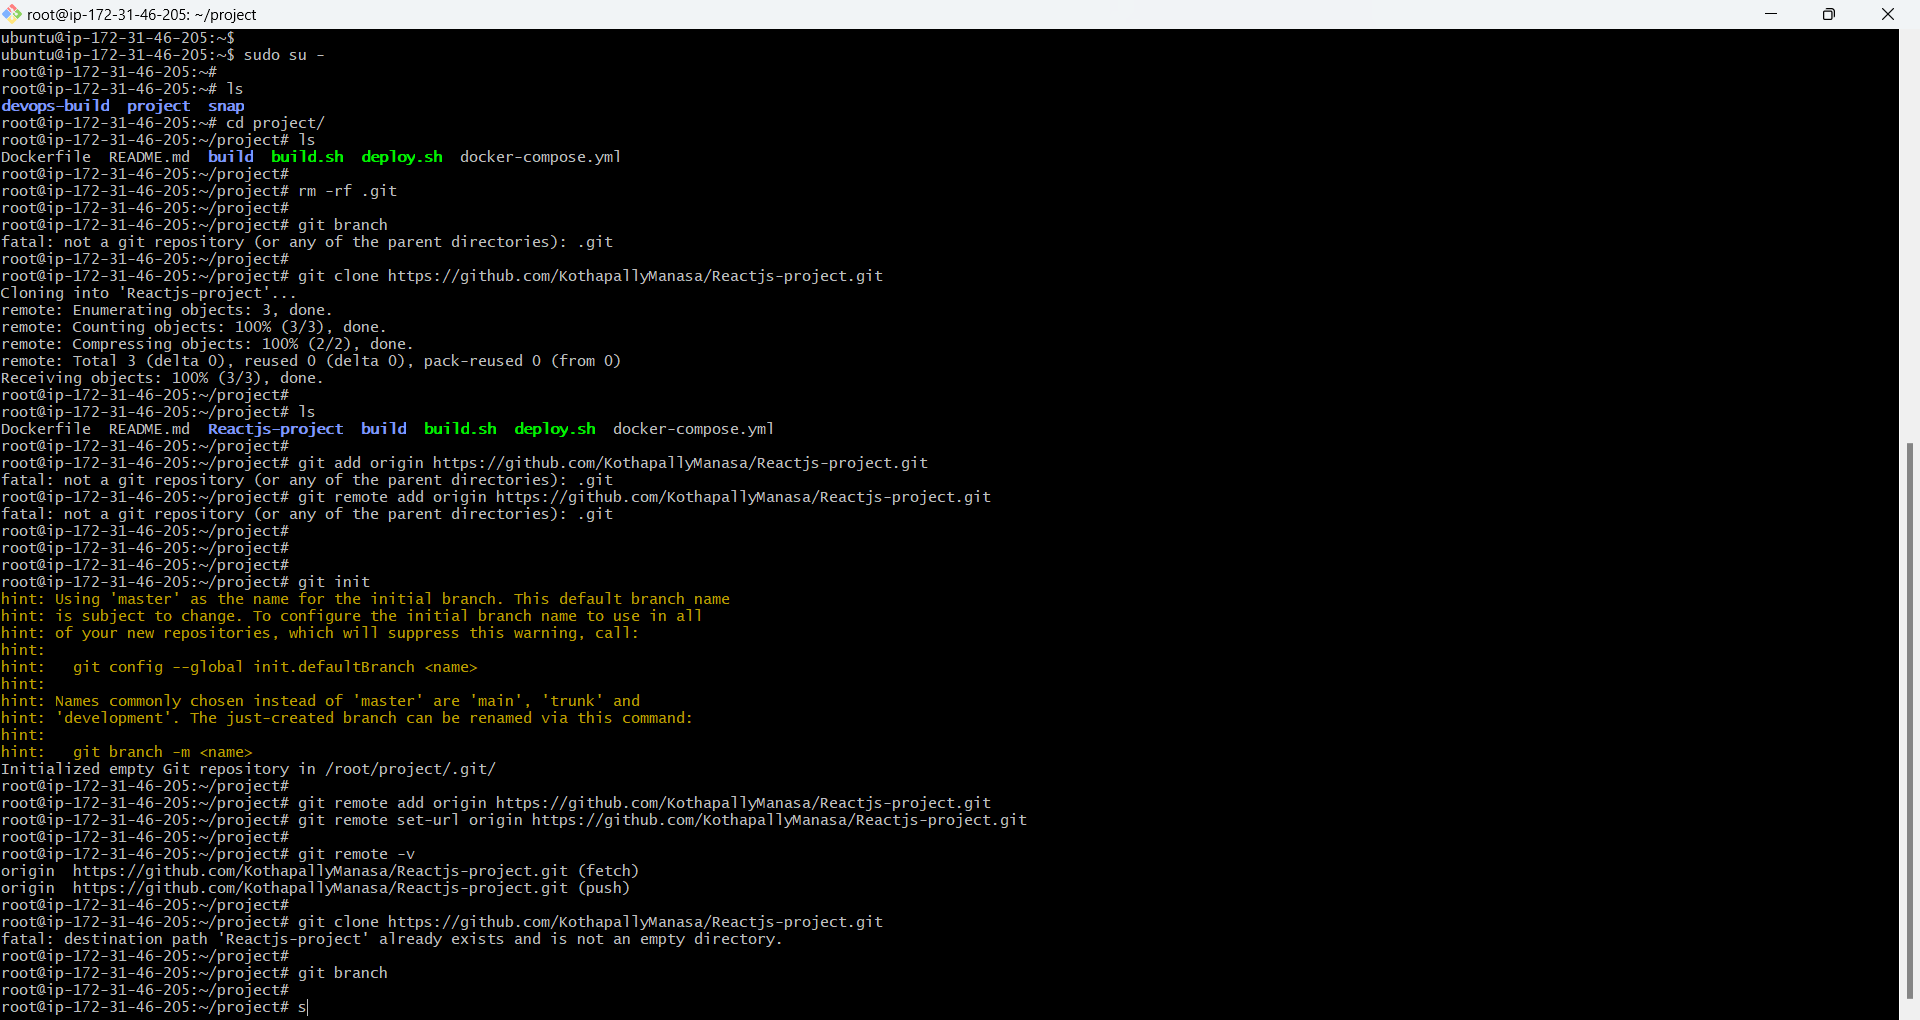 root@ip-172-31-46-205: ~/project
ubuntu@ip-172-31-46-205:~$
ubuntu@ip-172-31-46-205:~$ sudo su -
root@ip-172-31-46-205:~#
root@ip-172-31-46-205:~# ls
devops-build  project  snap
root@ip-172-31-46-205:~# cd project/
root@ip-172-31-46-205:~/project# ls
Dockerfile  README.md  build  build.sh  deploy.sh  docker-compose.yml
root@ip-172-31-46-205:~/project#
root@ip-172-31-46-205:~/project# rm -rf .git
root@ip-172-31-46-205:~/project#
root@ip-172-31-46-205:~/project# git branch
fatal: not a git repository (or any of the parent directories): .git
root@ip-172-31-46-205:~/project#
root@ip-172-31-46-205:~/project# git clone https://github.com/KothapallyManasa/Reactjs-project.git
Cloning into 'Reactjs-project'...
remote: Enumerating objects: 3, done.
remote: Counting objects: 100% (3/3), done.
remote: Compressing objects: 100% (2/2), done.
remote: Total 3 (delta 0), reused 0 (delta 0), pack-reused 0 (from 0)
Receiving objects: 100% (3/3), done.
root@ip-172-31-46-205:~/project#
root@ip-172-31-46-205:~/project# ls
Dockerfile  README.md  Reactjs-project  build  build.sh  deploy.sh  docker-compose.yml
root@ip-172-31-46-205:~/project#
root@ip-172-31-46-205:~/project# git add origin https://github.com/KothapallyManasa/Reactjs-project.git
fatal: not a git repository (or any of the parent directories): .git
root@ip-172-31-46-205:~/project# git remote add origin https://github.com/KothapallyManasa/Reactjs-project.git
fatal: not a git repository (or any of the parent directories): .git
root@ip-172-31-46-205:~/project#
root@ip-172-31-46-205:~/project#
root@ip-172-31-46-205:~/project#
root@ip-172-31-46-205:~/project# git init
hint: Using 'master' as the name for the initial branch. This default branch name
hint: is subject to change. To configure the initial branch name to use in all
hint: of your new repositories, which will suppress this warning, call:
hint:
hint:   git config --global init.defaultBranch <name>
hint:
hint: Names commonly chosen instead of 'master' are 'main', 'trunk' and
hint: 'development'. The just-created branch can be renamed via this command:
hint:
hint:   git branch -m <name>
Initialized empty Git repository in /root/project/.git/
root@ip-172-31-46-205:~/project#
root@ip-172-31-46-205:~/project# git remote add origin https://github.com/KothapallyManasa/Reactjs-project.git
root@ip-172-31-46-205:~/project# git remote set-url origin https://github.com/KothapallyManasa/Reactjs-project.git
root@ip-172-31-46-205:~/project#
root@ip-172-31-46-205:~/project# git remote -v
origin  https://github.com/KothapallyManasa/Reactjs-project.git (fetch)
origin  https://github.com/KothapallyManasa/Reactjs-project.git (push)
root@ip-172-31-46-205:~/project#
root@ip-172-31-46-205:~/project# git clone https://github.com/KothapallyManasa/Reactjs-project.git
fatal: destination path 'Reactjs-project' already exists and is not an empty directory.
root@ip-172-31-46-205:~/project#
root@ip-172-31-46-205:~/project# git branch
root@ip-172-31-46-205:~/project#
root@ip-172-31-46-205:~/project# s